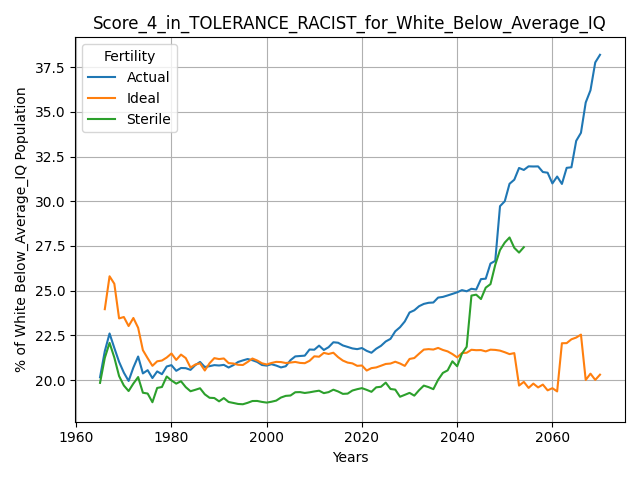 Score_4_in_TOLERANCE_RACIST_for_White_Below_Average_IQ
Fertility
Actual
Ideal
Sterile
% of White Below_Average_IQ Population
37.5
35.0
32.5
30.0
27.5
25.0
22.5
20.0
1960
1980
2000
2020
2040
2060
Years